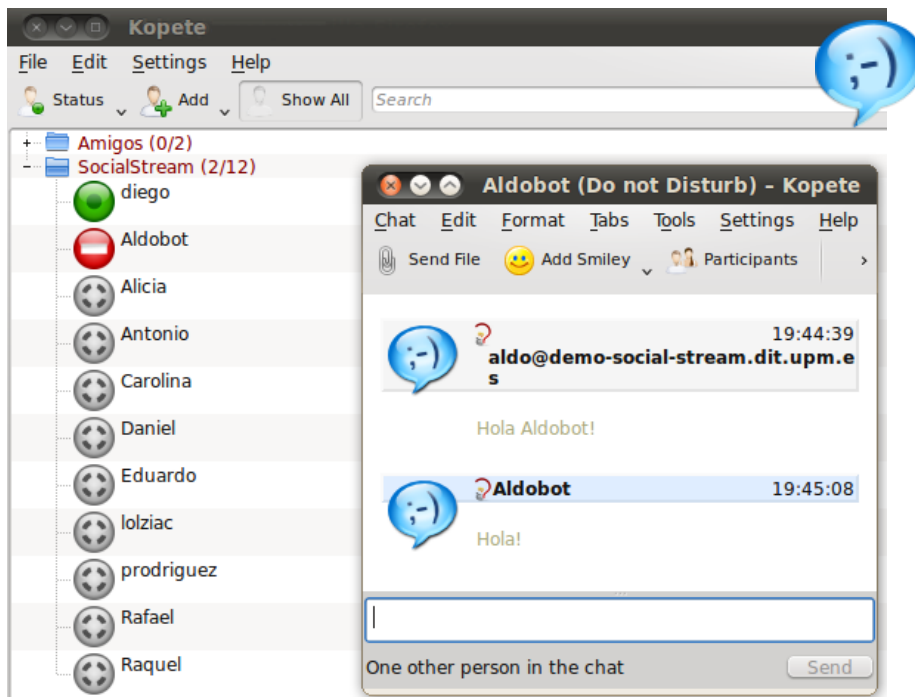 Kopete
File Edit Settings Help
Status Add Show All Search
;-)
Amigos (0/2)
SocialStream (2/12)
diego
Aldobot
Alicia
Antonio
Carolina
Daniel
Eduardo
lolziac
prodriguez
Rafael
Raquel
Aldobot (Do not Disturb) – Kopete
Chat Edit Format Tabs Tools Settings Help
Send File Add Smiley Participants >
;-)
19:44:39
aldo@demo-social-stream.dit.upm.e
s
Hola Aldobot!
;-)
Aldobot 19:45:08
Hola!
One other person in the chat Send